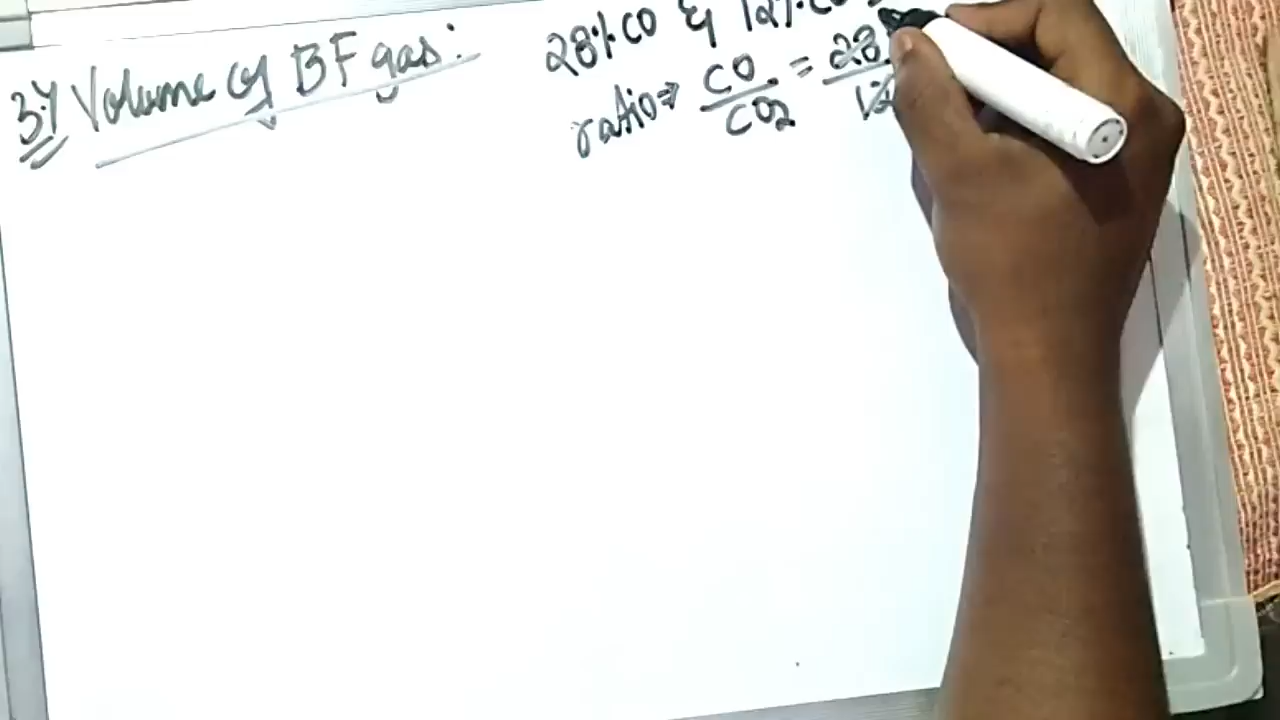 3.Y Volume of BF gas:
28% CO & 12% CO
ratio ⇒ CO/CO₂ = 28/12